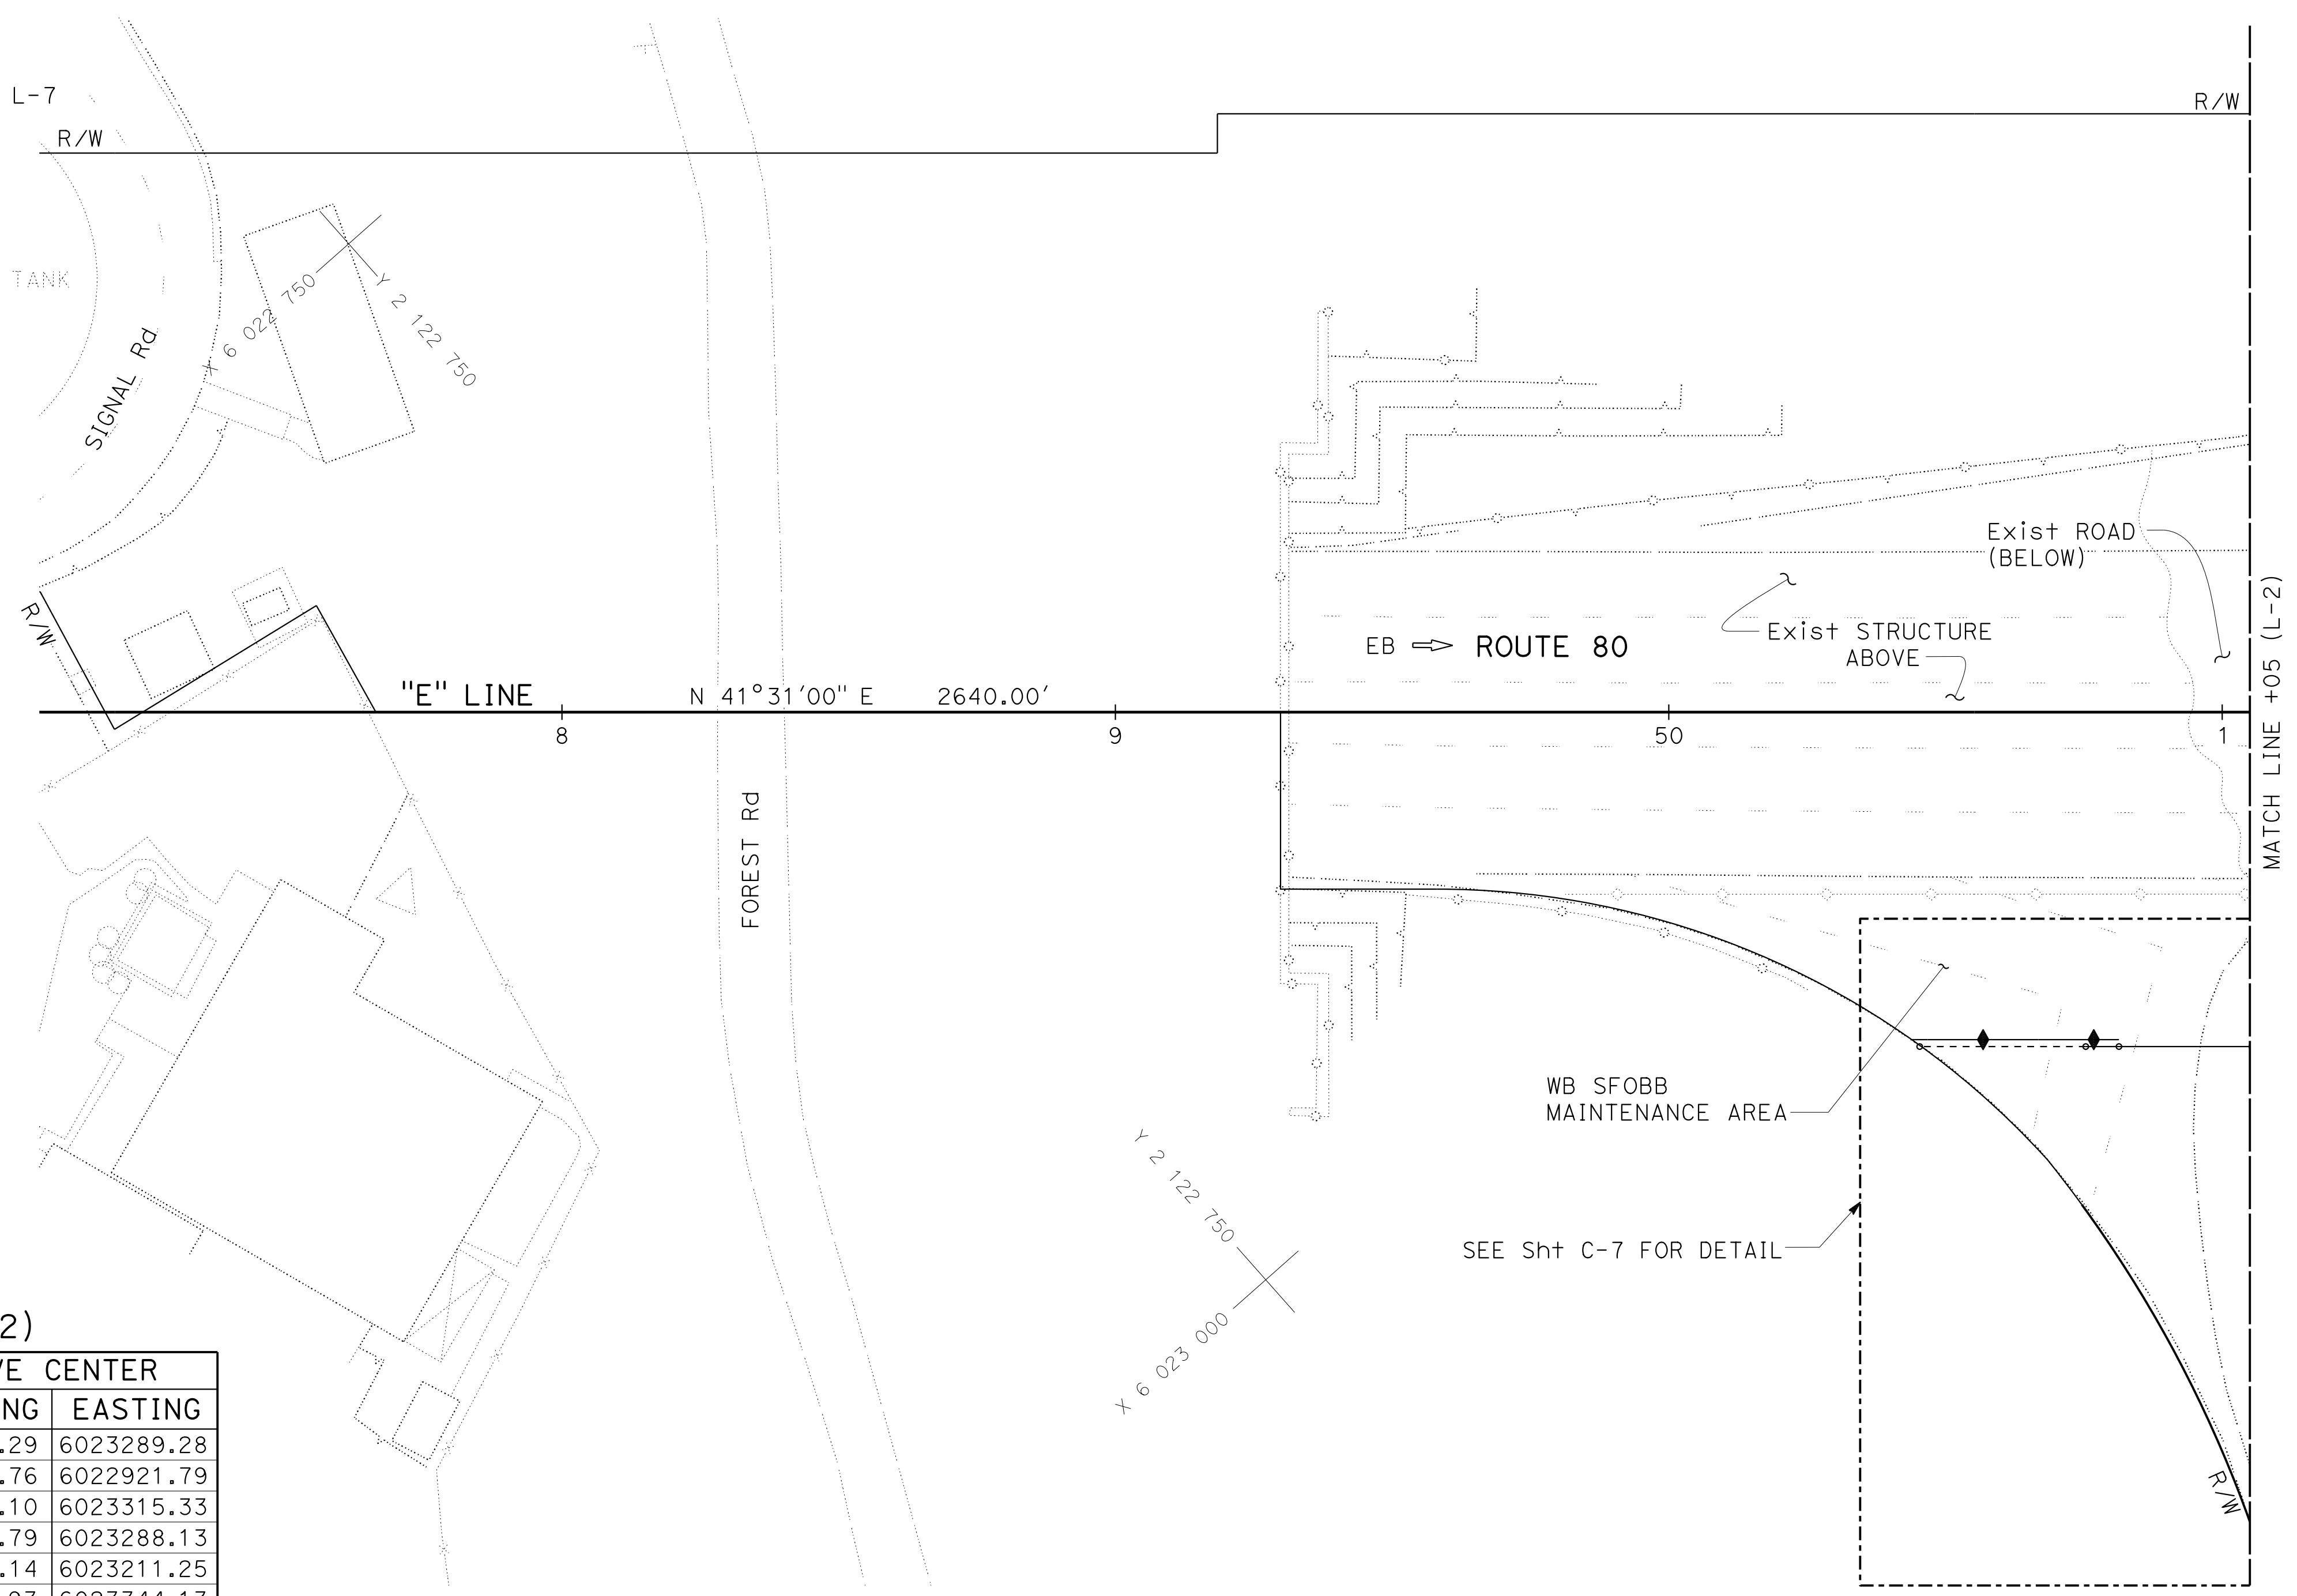 L-7
R/W
R/W
TANK
SIGNAL Rd
X 6 022 750
Y 2 122 750
Exist ROAD
(BELOW)
Exist STRUCTURE
ABOVE
EB ROUTE 80
R/W
"E" LINE N 41°31'00" E 2640.00'
8 9 50 1
MATCH LINE +05 (L-2)
FOREST Rd
WB SFOBB
MAINTENANCE AREA
Y 2 122 750
X 6 023 000
SEE Sht C-7 FOR DETAIL
R/W
2)
VE CENTER
NG EASTING
.29 6023289.28
.76 6022921.79
.10 6023315.33
.79 6023288.13
.14 6023211.25